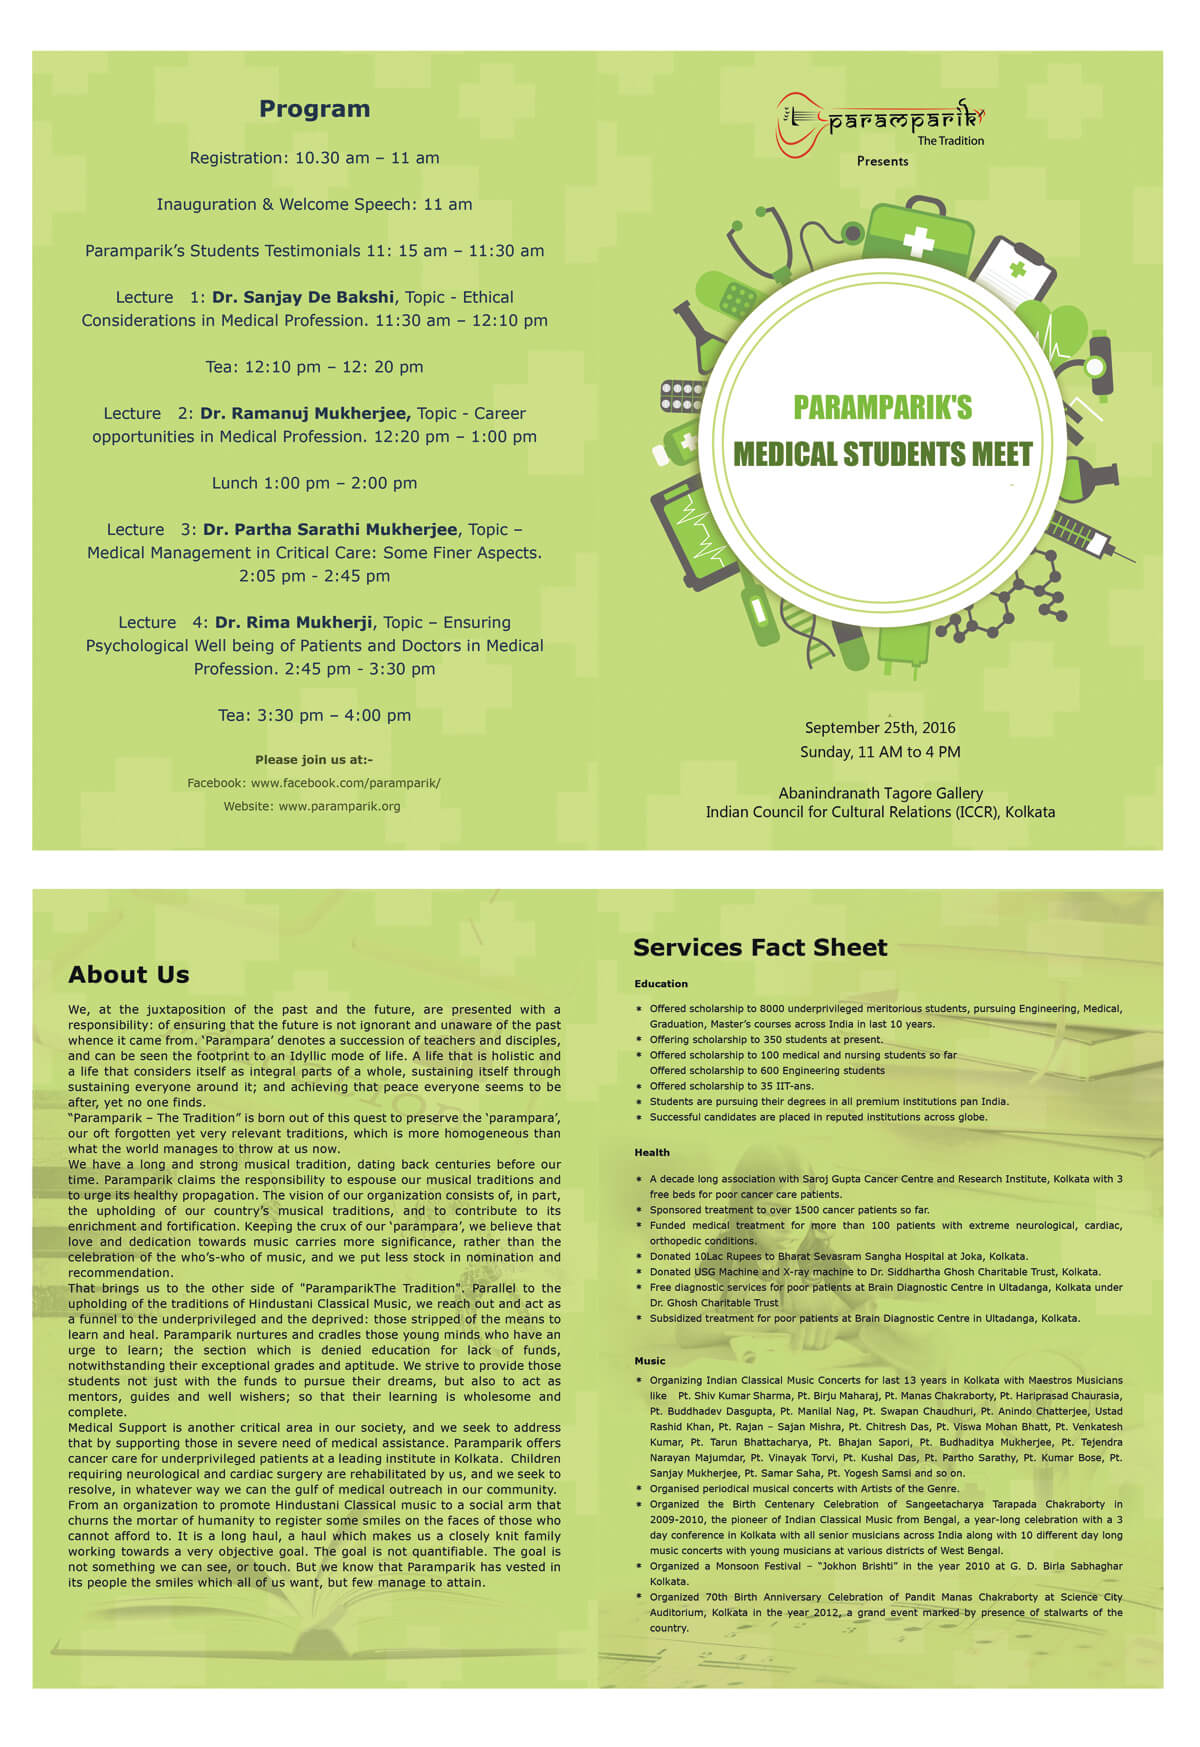 Program
Registration: 10.30 am – 11 am
Inauguration & Welcome Speech: 11 am
Paramparik’s Students Testimonials 11: 15 am – 11:30 am
Lecture 1: Dr. Sanjay De Bakshi, Topic - Ethical
Considerations in Medical Profession. 11:30 am – 12:10 pm
Tea: 12:10 pm – 12: 20 pm
Lecture 2: Dr. Ramanuj Mukherjee, Topic - Career
opportunities in Medical Profession. 12:20 pm – 1:00 pm
Lunch 1:00 pm – 2:00 pm
Lecture 3: Dr. Partha Sarathi Mukherjee, Topic –
Medical Management in Critical Care: Some Finer Aspects.
2:05 pm - 2:45 pm
Lecture 4: Dr. Rima Mukherji, Topic – Ensuring
Psychological Well being of Patients and Doctors in Medical
Profession. 2:45 pm - 3:30 pm
Tea: 3:30 pm – 4:00 pm
Please join us at:-
Facebook: www.facebook.com/paramparik/
Website: www.paramparik.org
paramparik
The Tradition
Presents
PARAMPARIK'S
MEDICAL STUDENTS MEET
September 25th, 2016
Sunday, 11 AM to 4 PM
Abanindranath Tagore Gallery
Indian Council for Cultural Relations (ICCR), Kolkata
About Us
We, at the juxtaposition of the past and the future, are presented with a
responsibility: of ensuring that the future is not ignorant and unaware of the past
whence it came from. ‘Parampara’ denotes a succession of teachers and disciples,
and can be seen the footprint to an Idyllic mode of life. A life that is holistic and
a life that considers itself as integral parts of a whole, sustaining itself through
sustaining everyone around it; and achieving that peace everyone seems to be
after, yet no one finds.
“Paramparik – The Tradition” is born out of this quest to preserve the ‘parampara’,
our oft forgotten yet very relevant traditions, which is more homogeneous than
what the world manages to throw at us now.
We have a long and strong musical tradition, dating back centuries before our
time. Paramparik claims the responsibility to espouse our musical traditions and
to urge its healthy propagation. The vision of our organization consists of, in part,
the upholding of our country’s musical traditions, and to contribute to its
enrichment and fortification. Keeping the crux of our ‘parampara’, we believe that
love and dedication towards music carries more significance, rather than the
celebration of the who’s-who of music, and we put less stock in nomination and
recommendation.
That brings us to the other side of "ParamparikThe Tradition". Parallel to the
upholding of the traditions of Hindustani Classical Music, we reach out and act as
a funnel to the underprivileged and the deprived: those stripped of the means to
learn and heal. Paramparik nurtures and cradles those young minds who have an
urge to learn; the section which is denied education for lack of funds,
notwithstanding their exceptional grades and aptitude. We strive to provide those
students not just with the funds to pursue their dreams, but also to act as
mentors, guides and well wishers; so that their learning is wholesome and
complete.
Medical Support is another critical area in our society, and we seek to address
that by supporting those in severe need of medical assistance. Paramparik offers
cancer care for underprivileged patients at a leading institute in Kolkata. Children
requiring neurological and cardiac surgery are rehabilitated by us, and we seek to
resolve, in whatever way we can the gulf of medical outreach in our community.
From an organization to promote Hindustani Classical music to a social arm that
churns the mortar of humanity to register some smiles on the faces of those who
cannot afford to. It is a long haul, a haul which makes us a closely knit family
working towards a very objective goal. The goal is not quantifiable. The goal is
not something we can see, or touch. But we know that Paramparik has vested in
its people the smiles which all of us want, but few manage to attain.
Services Fact Sheet
Education
* Offered scholarship to 8000 underprivileged meritorious students, pursuing Engineering, Medical,
Graduation, Master’s courses across India in last 10 years.
* Offering scholarship to 350 students at present.
* Offered scholarship to 100 medical and nursing students so far
Offered scholarship to 600 Engineering students
* Offered scholarship to 35 IIT-ans.
* Students are pursuing their degrees in all premium institutions pan India.
* Successful candidates are placed in reputed institutions across globe.
Health
* A decade long association with Saroj Gupta Cancer Centre and Research Institute, Kolkata with 3
free beds for poor cancer care patients.
* Sponsored treatment to over 1500 cancer patients so far.
* Funded medical treatment for more than 100 patients with extreme neurological, cardiac,
orthopedic conditions.
* Donated 10Lac Rupees to Bharat Sevasram Sangha Hospital at Joka, Kolkata.
* Donated USG Machine and X-ray machine to Dr. Siddhartha Ghosh Charitable Trust, Kolkata.
* Free diagnostic services for poor patients at Brain Diagnostic Centre in Ultadanga, Kolkata under
Dr. Ghosh Charitable Trust
* Subsidized treatment for poor patients at Brain Diagnostic Centre in Ultadanga, Kolkata.
Music
* Organizing Indian Classical Music Concerts for last 13 years in Kolkata with Maestros Musicians
like Pt. Shiv Kumar Sharma, Pt. Birju Maharaj, Pt. Manas Chakraborty, Pt. Hariprasad Chaurasia,
Pt. Buddhadev Dasgupta, Pt. Manilal Nag, Pt. Swapan Chaudhuri, Pt. Anindo Chatterjee, Ustad
Rashid Khan, Pt. Rajan – Sajan Mishra, Pt. Chitresh Das, Pt. Viswa Mohan Bhatt, Pt. Venkatesh
Kumar, Pt. Tarun Bhattacharya, Pt. Bhajan Sapori, Pt. Budhaditya Mukherjee, Pt. Tejendra
Narayan Majumdar, Pt. Vinayak Torvi, Pt. Kushal Das, Pt. Partho Sarathy, Pt. Kumar Bose, Pt.
Sanjay Mukherjee, Pt. Samar Saha, Pt. Yogesh Samsi and so on.
* Organised periodical musical concerts with Artists of the Genre.
* Organized the Birth Centenary Celebration of Sangeetacharya Tarapada Chakraborty in
2009-2010, the pioneer of Indian Classical Music from Bengal, a year-long celebration with a 3
day conference in Kolkata with all senior musicians across India along with 10 different day long
music concerts with young musicians at various districts of West Bengal.
* Organized a Monsoon Festival – “Jokhon Brishti” in the year 2010 at G. D. Birla Sabhaghar
Kolkata.
* Organized 70th Birth Anniversary Celebration of Pandit Manas Chakraborty at Science City
Auditorium, Kolkata in the year 2012, a grand event marked by presence of stalwarts of the
country.